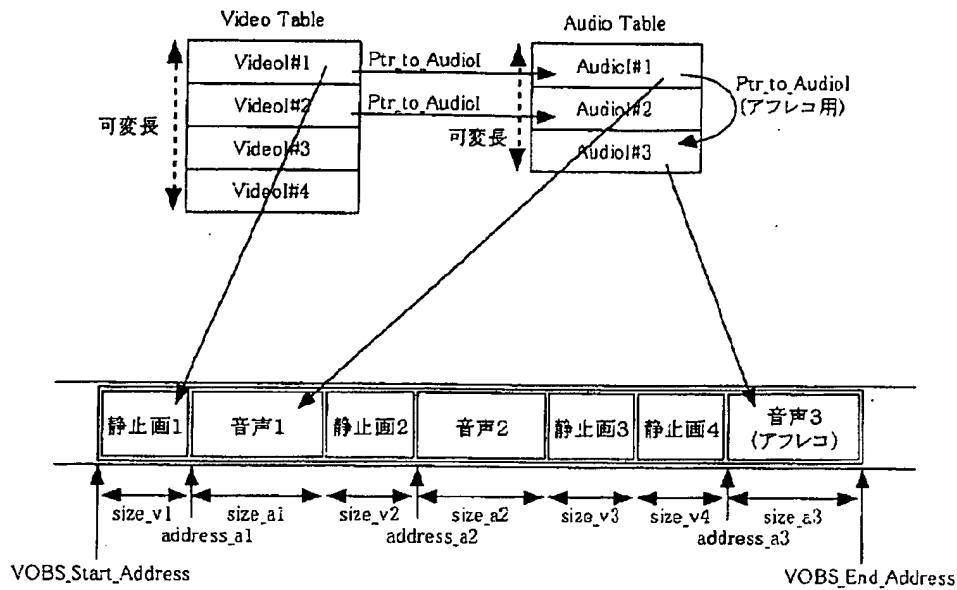 Video Table
Audio Table
VideoI#1
VideoI#2
VideoI#3
VideoI#4
可変長
Ptr_to_AudioI
Ptr_to_AudioI
AudioI#1
AudioI#2
AudioI#3
可変長
Ptr_to_AudioI
(アフレコ用)
静止画1
音声1
静止画2
音声2
静止画3
静止画4
音声3
(アフレコ)
size_v1
size_a1
size_v2
size_a2
size_v3
size_v4
size_a3
address_a1
address_a2
address_a3
VOBS_Start_Address
VOBS_End_Address